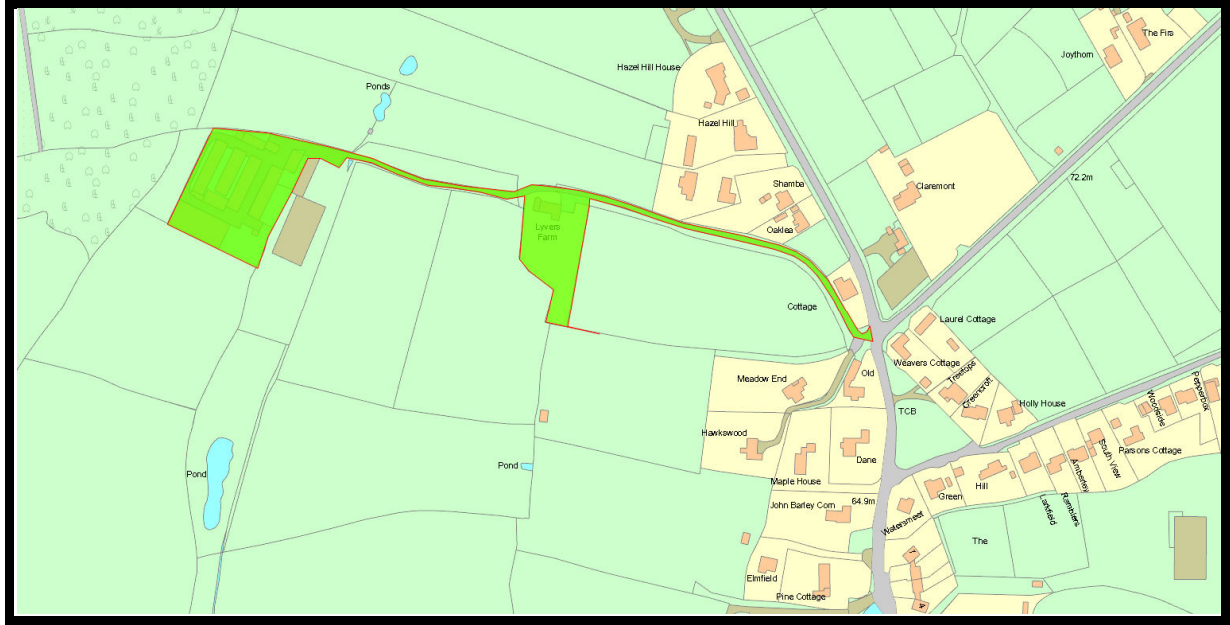 The Firs
Joythorn
Hazel Hill House
Ponds
Hazel Hill
72.2m
Shamba
Claremont
Lyvers
Farm
Oaklea
Cottage
Laurel Cottage
Weavers Cottage
Treetops
Old
Meadow End
Greencroft
Holly House
Pepperbox
Woodside
TCB
Hawkswood
South View
Parsons Cottage
Dane
Pond
Pond
Amberley
Maple House
Hill
Green
64.9m
John Barley Corn
Larkfield
Ramblers
Watersmeet
The
Elmfield
Pine Cottage